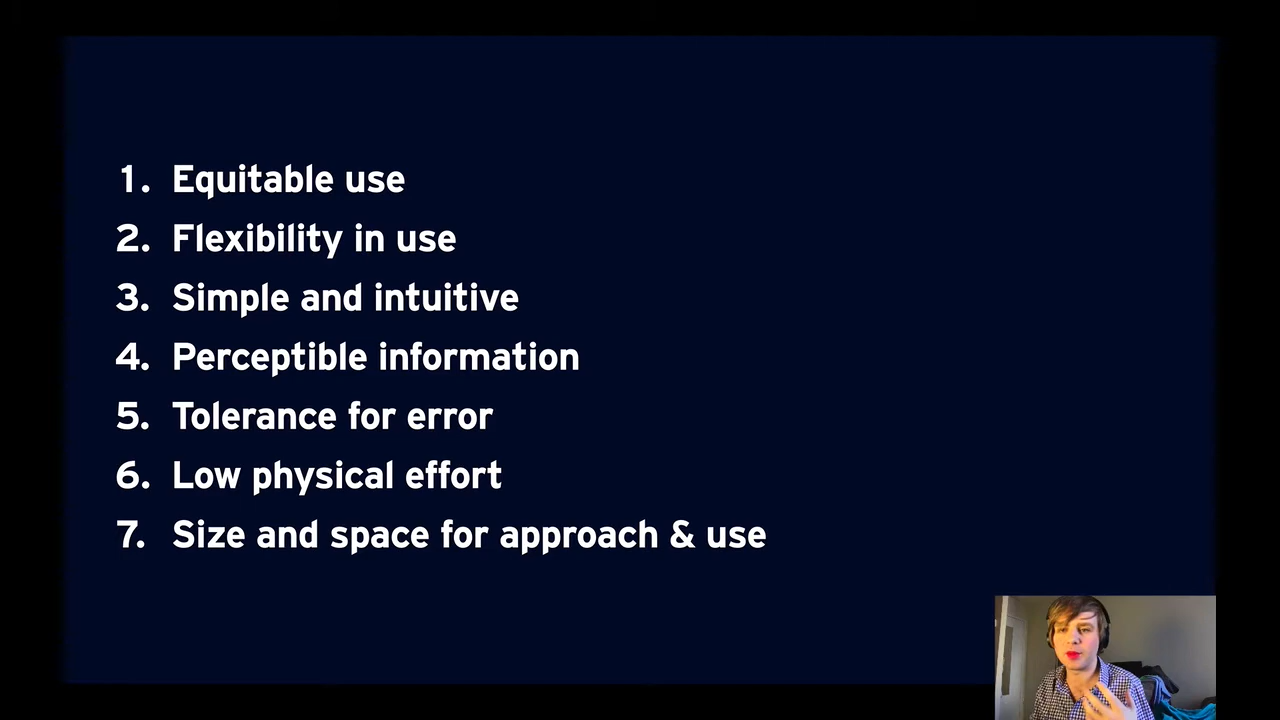 1. Equitable use
2. Flexibility in use
3. Simple and intuitive
4. Perceptible information
5. Tolerance for error
6. Low physical effort
7. Size and space for approach & use